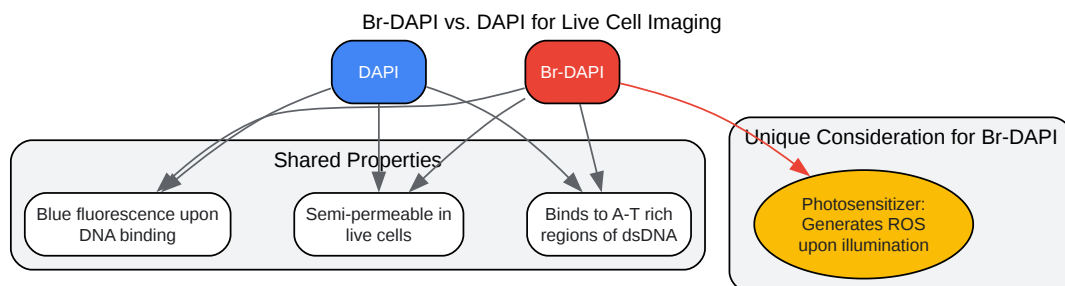 Br-DAPI vs. DAPI for Live Cell Imaging
DAPI
Br-DAPI
Shared Properties
Blue fluorescence upon
DNA binding
Semi-permeable in
live cells
Binds to A-T rich
regions of dsDNA
Unique Consideration for Br-DAPI
Photosensitizer:
Generates ROS
upon illumination